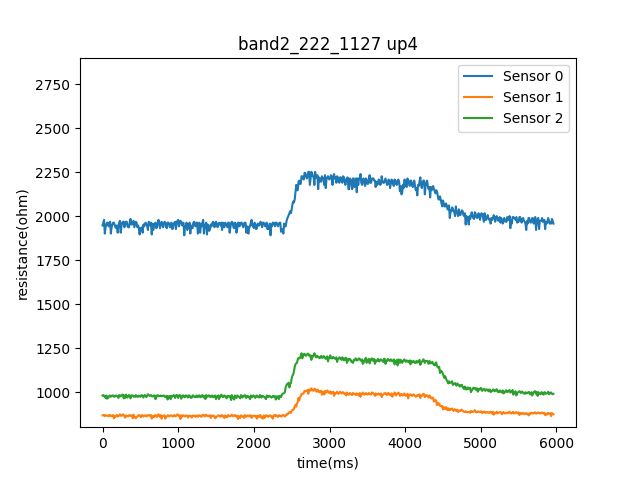 band2_222_1127 up4
Sensor 0
Sensor 1
Sensor 2
resistance(ohm)
2750
2500
2250
2000
1750
1500
1250
1000
0 1000 2000 3000 4000 5000 6000
time(ms)